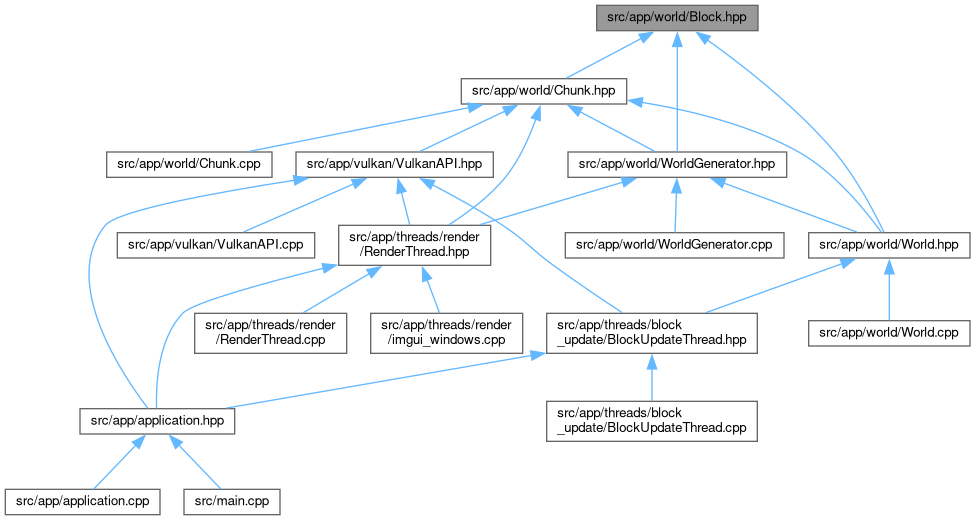 src/app/world/Block.hpp
src/app/world/Chunk.hpp
src/app/world/Chunk.cpp
src/app/vulkan/VulkanAPI.hpp
src/app/world/WorldGenerator.hpp
src/app/vulkan/VulkanAPI.cpp
src/app/threads/render
/RenderThread.hpp
src/app/world/WorldGenerator.cpp
src/app/world/World.hpp
src/app/threads/render
/RenderThread.cpp
src/app/threads/render
/imgui_windows.cpp
src/app/threads/block
_update/BlockUpdateThread.hpp
src/app/world/World.cpp
src/app/application.hpp
src/app/threads/block
_update/BlockUpdateThread.cpp
src/app/application.cpp
src/main.cpp